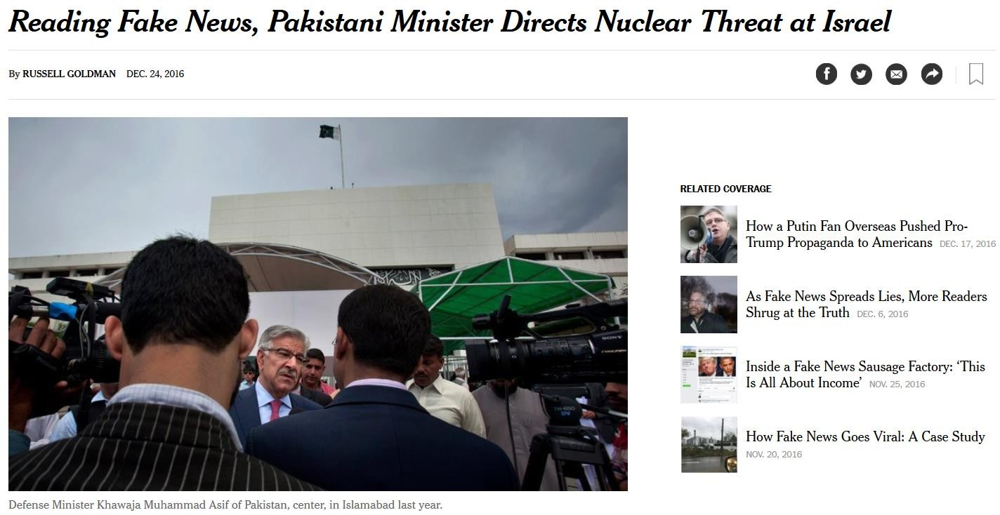 Reading Fake News, Pakistani Minister Directs Nuclear Threat at Israel
By RUSSELL GOLDMAN DEC. 24, 2016
SONY
TH-650
DV
Defense Minister Khawaja Muhammad Asif of Pakistan, center, in Islamabad last year.
RELATED COVERAGE
How a Putin Fan Overseas Pushed Pro-
Trump Propaganda to Americans DEC. 17, 2016
As Fake News Spreads Lies, More Readers
Shrug at the Truth DEC. 6, 2016
Inside a Fake News Sausage Factory: ‘This
Is All About Income’ NOV. 25, 2016
How Fake News Goes Viral: A Case Study
NOV. 20, 2016